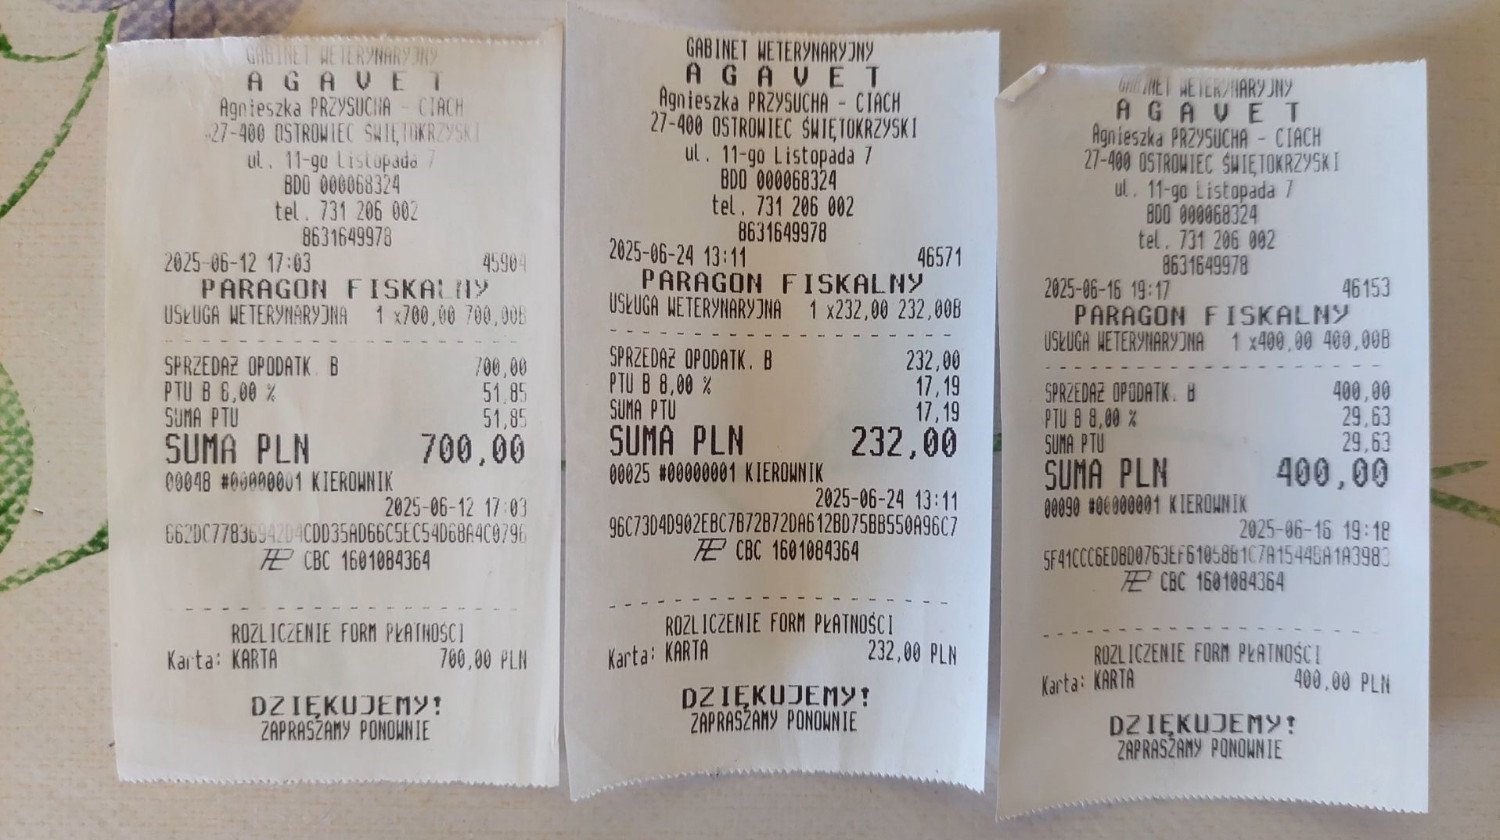 GABINET WETERYNARYJNY
A G A V E T
Agnieszka PRZYSUCHA - CIACH
27-400 OSTROWIEC ŚWIĘTOKRZYSKI
ul. 11-go Listopada 7
BDO 000068324
tel. 731 206 002
8631649978
2025-06-12 17:03 45904
PARAGON FISKALNY
USŁUGA WETERYNARYJNA 1 x700,00 700,00B
SPRZEDAŻ OPODATK. B 700,00
PTU B 8,00 % 51,85
SUMA PTU 51,85
SUMA PLN 700,00
00048 #00000001 KIEROWNIK
2025-06-12 17:03
CBC 1601084364
ROZLICZENIE FORM PŁATNOŚCI
Karta: KARTA 700,00 PLN
DZIĘKUJEMY!
ZAPRASZAMY PONOWNIE
GABINET WETERYNARYJNY
A G A V E T
Agnieszka PRZYSUCHA - CIACH
27-400 OSTROWIEC ŚWIĘTOKRZYSKI
ul. 11-go Listopada 7
BDO 000068324
tel. 731 206 002
8631649978
2025-06-24 13:11 46571
PARAGON FISKALNY
USŁUGA WETERYNARYJNA 1 x232,00 232,00B
SPRZEDAŻ OPODATK. B 232,00
PTU B 8,00 % 17,19
SUMA PTU 17,19
SUMA PLN 232,00
00025 #00000001 KIEROWNIK
2025-06-24 13:11
96C73D4D902EBC7B72B72DA612BD75BB550A96C7
CBC 1601084364
ROZLICZENIE FORM PŁATNOŚCI
Karta: KARTA 232,00 PLN
DZIĘKUJEMY!
ZAPRASZAMY PONOWNIE
GABINET WETERYNARYJNY
A G A V E T
Agnieszka PRZYSUCHA - CIACH
27-400 OSTROWIEC ŚWIĘTOKRZYSKI
ul. 11-go Listopada 7
BDO 000068324
tel. 731 206 002
8631649978
2025-06-16 19:17 46153
PARAGON FISKALNY
USŁUGA WETERYNARYJNA 1 x400,00 400,00B
SPRZEDAŻ OPODATK. B 400,00
PTU B 8,00 % 29,63
SUMA PTU 29,63
SUMA PLN 400,00
00090 #00000001 KIEROWNIK
2025-06-16 19:18
CBC 1601084364
ROZLICZENIE FORM PŁATNOŚCI
Karta: KARTA 400,00 PLN
DZIĘKUJEMY!
ZAPRASZAMY PONOWNIE